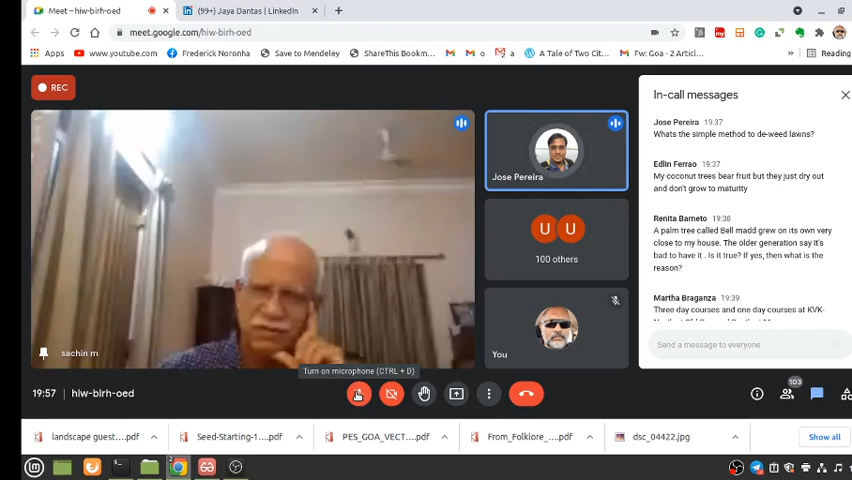 Meet – hiw-birh-oed
(99+) Jaya Dantas | LinkedIn
meet.google.com/hiw-birh-oed
Apps
www.youtube.com
Frederick Noronha
Save to Mendeley
ShareThis Bookm...
o
a
A Tale of Two Cit...
Fw: Goa - 2 Articl...
»
Reading
REC
In-call messages
Jose Pereira 19:37
Whats the simple method to de-weed lawns?
Edlin Ferrao 19:37
My coconut trees bear fruit but they just dry out
and don't grow to maturity
Renita Barneto 19:38
A palm tree called Bell madd grew on its own very
close to my house. The older generation say it's
bad to have it . Is it true? If yes, then what is the
reason?
Martha Braganza 19:39
Three day courses and one day courses at KVK-
Send a message to everyone
Jose Pereira
U U
100 others
You
sachin m
Turn on microphone (CTRL + D)
19:57 hiw-birh-oed
103
landscape guest....pdf
Seed-Starting-1....pdf
PES_GOA_VECT....pdf
From_Folklore_....pdf
dsc_04422.jpg
Show all
2